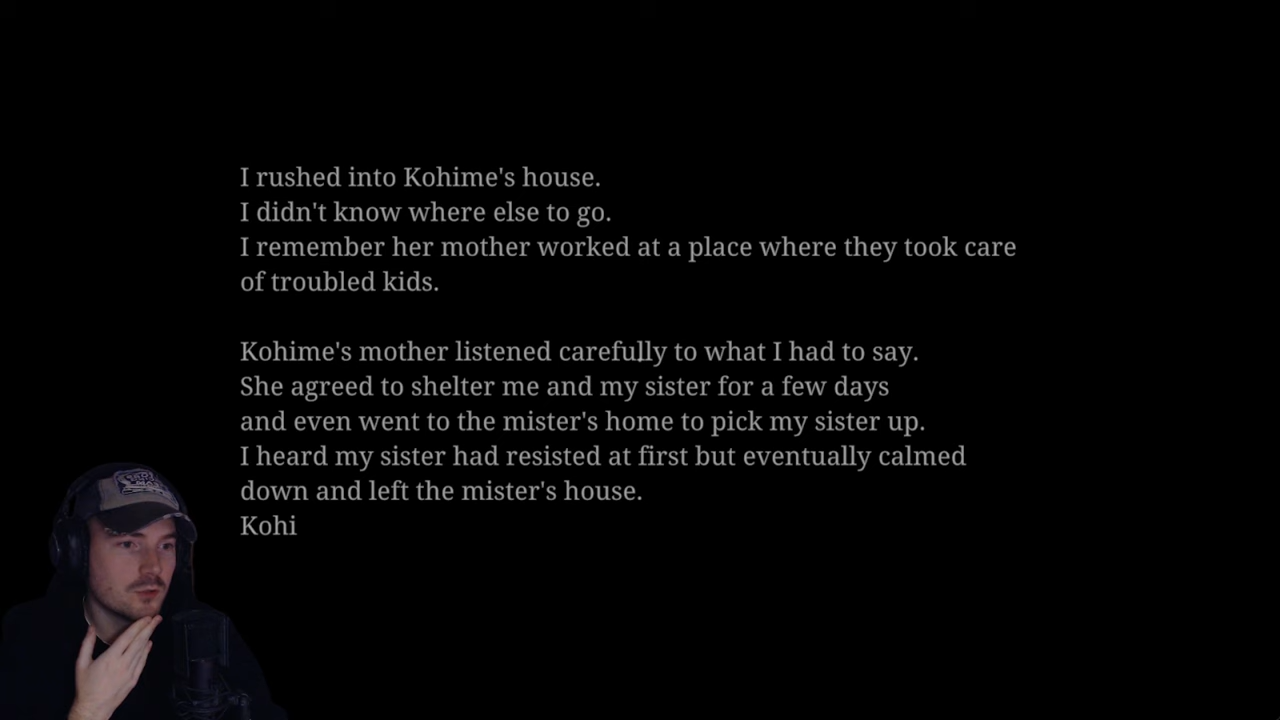 I rushed into Kohime's house.
I didn't know where else to go.
I remember her mother worked at a place where they took care
of troubled kids.
Kohime's mother listened carefully to what I had to say.
She agreed to shelter me and my sister for a few days
and even went to the mister's home to pick my sister up.
I heard my sister had resisted at first but eventually calmed
down and left the mister's house.
Kohi